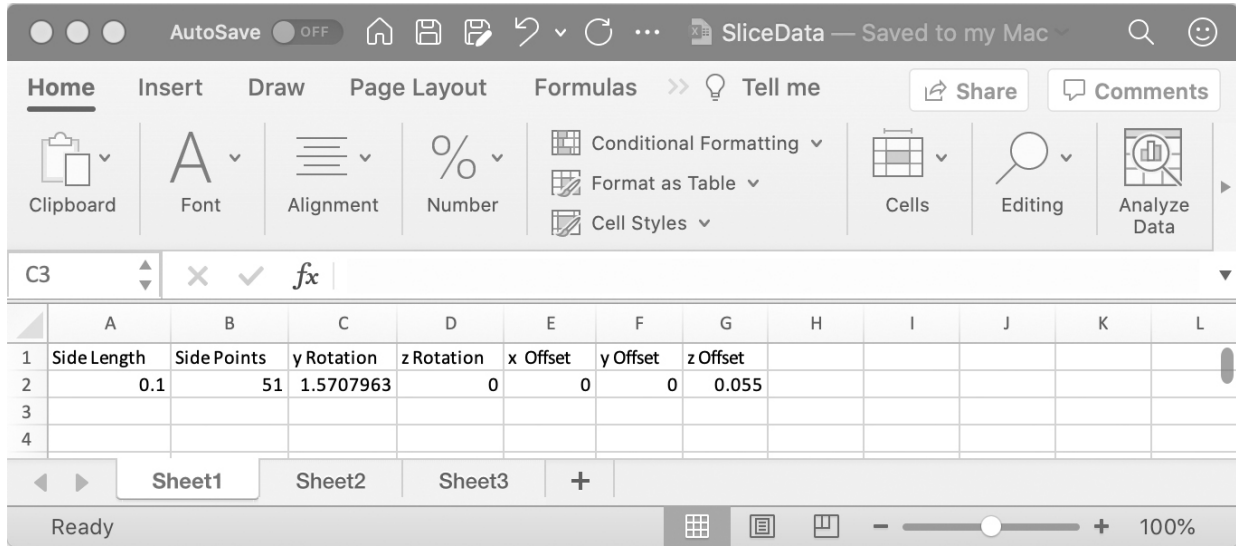 AutoSave OFF ... SliceData — Saved to my Mac
Home Insert Draw Page Layout Formulas >> Tell me Share Comments
Conditional Formatting
Format as Table
Cell Styles
Clipboard Font Alignment Number Cells Editing Analyze Data
C3 fx
A B C D E F G H I J K L
1 Side Length Side Points y Rotation z Rotation x Offset y Offset z Offset
2 0.1 51 1.5707963 0 0 0 0.055
3
4
Sheet1 Sheet2 Sheet3 +
Ready - + 100%